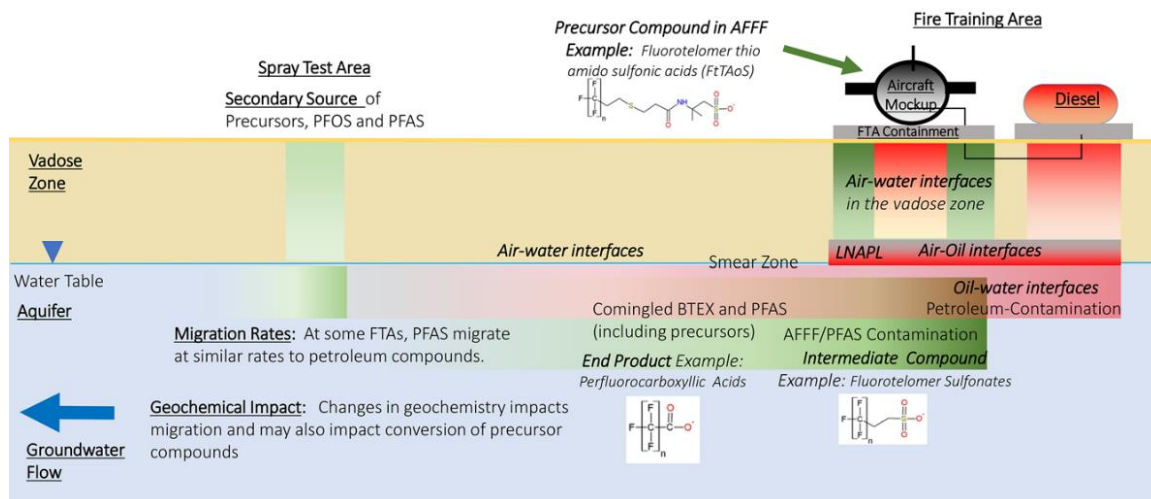 Precursor Compound in AFFF
Example: Fluorotelomer thio
amido sulfonic acids (FtTAoS)
Fire Training Area
Spray Test Area
Secondary Source of
Precursors, PFOS and PFAS
Aircraft
Mockup
Diesel
FTA Containment
Vadose
Zone
Air-water interfaces
in the vadose zone
Air-water interfaces
LNAPL
Air-Oil interfaces
Smear Zone
Water Table
Aquifer
Oil-water interfaces
Petroleum-Contamination
Comingled BTEX and PFAS
(including precursors)
Migration Rates: At some FTAs, PFAS migrate
at similar rates to petroleum compounds.
AFFF/PFAS Contamination
End Product Example:
Perfluorocarboxyllic Acids
Intermediate Compound
Example: Fluorotelomer Sulfonates
Geochemical Impact: Changes in geochemistry impacts
migration and may also impact conversion of precursor
compounds
Groundwater
Flow
F
F
C
F
n
S
O
NH
O
S
O
O-
F
F
C
F
n
O
C
O-
F
F
C
F
n
O
S
O
O-